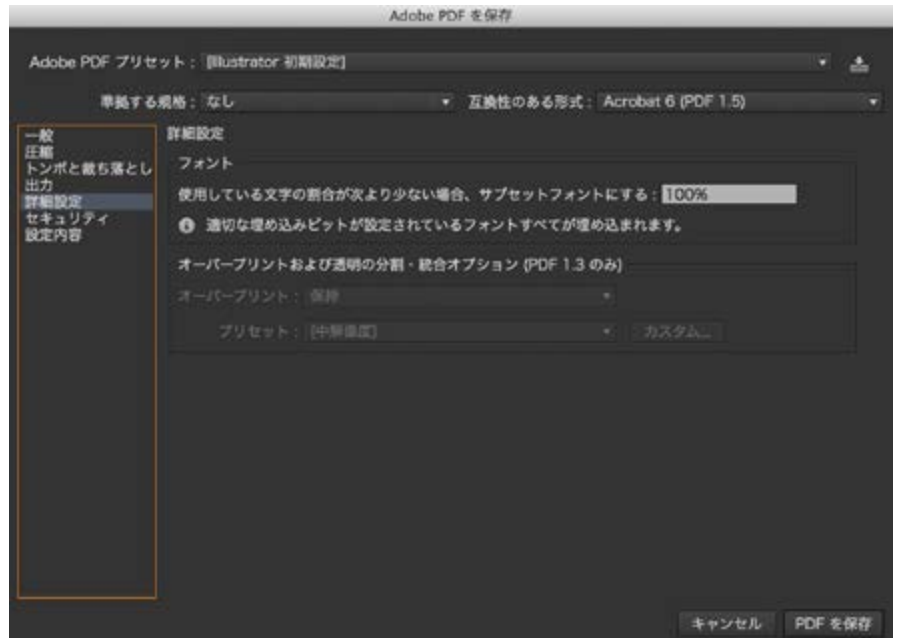 Adobe PDF を保存
Adobe PDF プリセット： [Illustrator 初期設定]
準拠する規格： なし 互換性のある形式： Acrobat 6 (PDF 1.5)
一般
圧縮
トンボと裁ち落とし
出力
詳細設定
セキュリティ
設定内容
詳細設定
フォント
使用している文字の割合が次より少ない場合、サブセットフォントにする： 100%
適切な埋め込みビットが設定されているフォントすべてが埋め込まれます。
オーバープリントおよび透明の分割・統合オプション (PDF 1.3 のみ)
オーバープリント： 保持
プリセット： [中解像度] カスタム...
キャンセル PDF を保存